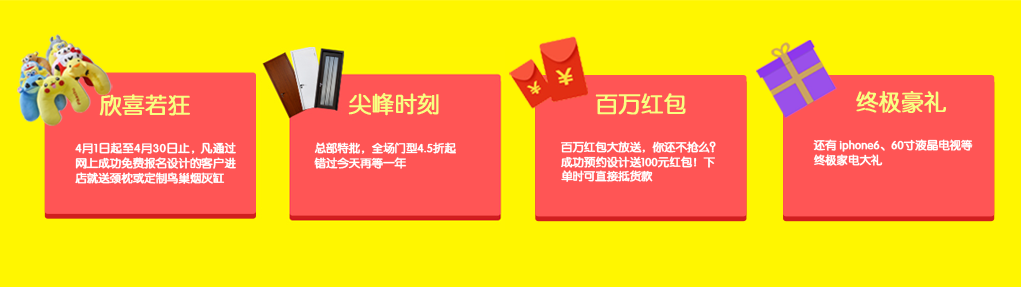 欣喜若狂
4月1日起至4月30日止，凡通过
网上成功免费报名设计的客户进
店就送颈枕或定制鸟巢烟灰缸
尖峰时刻
总部特批，全场门型4.5折起
错过今天再等一年
百万红包
百万红包大放送，你还不抢么？
成功预约设计送100元红包！下
单时可直接抵货款
终极豪礼
还有 iphone6、60寸液晶电视等
终极家电大礼